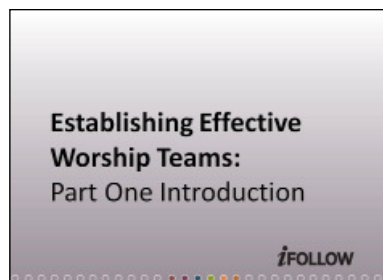 Establishing Effective
Worship Teams:
Part One Introduction
iFOLLOW